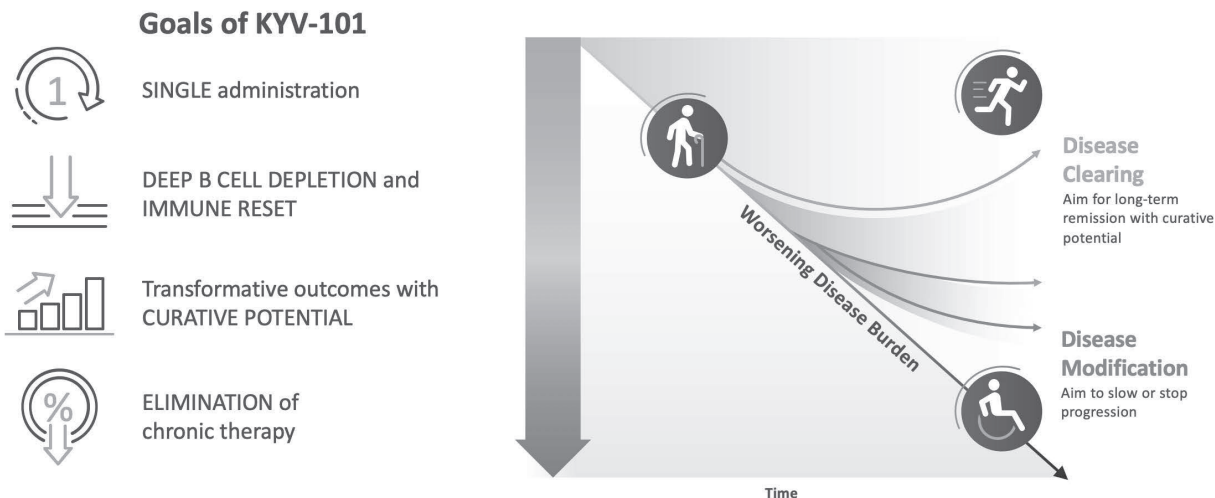 Goals of KYV-101
1
SINGLE administration
DEEP B CELL DEPLETION and
IMMUNE RESET
Transformative outcomes with
CURATIVE POTENTIAL
%
ELIMINATION of
chronic therapy
Worsening Disease Burden
Disease
Clearing
Aim for long-term
remission with curative
potential
Disease
Modification
Aim to slow or stop
progression
Time